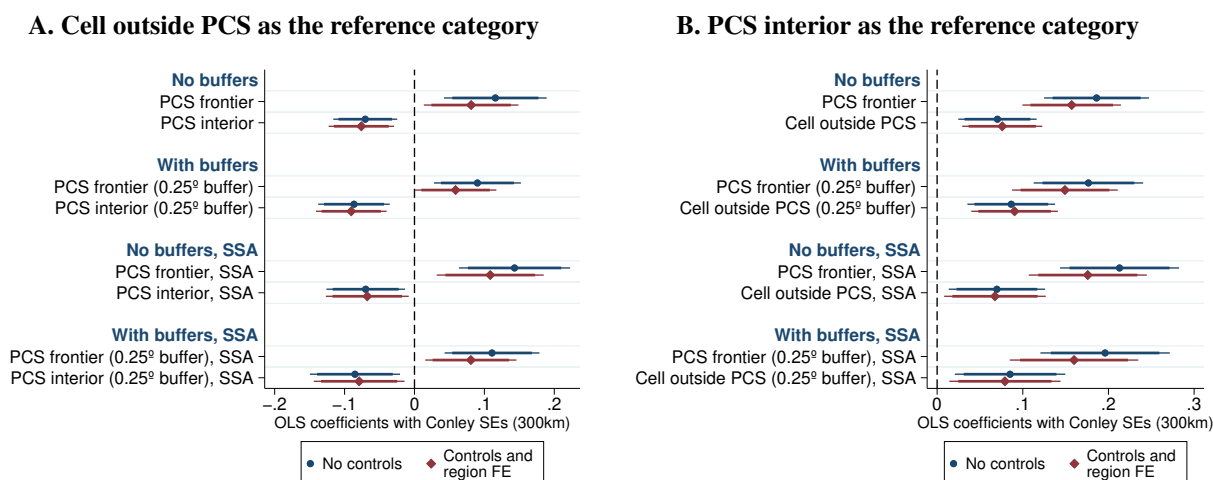 A. Cell outside PCS as the reference category
No buffers
PCS frontier
PCS interior
With buffers
PCS frontier (0.25º buffer)
PCS interior (0.25º buffer)
No buffers, SSA
PCS frontier, SSA
PCS interior, SSA
With buffers, SSA
PCS frontier (0.25º buffer), SSA
PCS interior (0.25º buffer), SSA
-.2 -.1 0 .1 .2
OLS coefficients with Conley SEs (300km)
No controls
Controls and
region FE
B. PCS interior as the reference category
No buffers
PCS frontier
Cell outside PCS
With buffers
PCS frontier (0.25º buffer)
Cell outside PCS (0.25º buffer)
No buffers, SSA
PCS frontier, SSA
Cell outside PCS, SSA
With buffers, SSA
PCS frontier (0.25º buffer), SSA
Cell outside PCS (0.25º buffer), SSA
0 .1 .2 .3
OLS coefficients with Conley SEs (300km)
No controls
Controls and
region FE